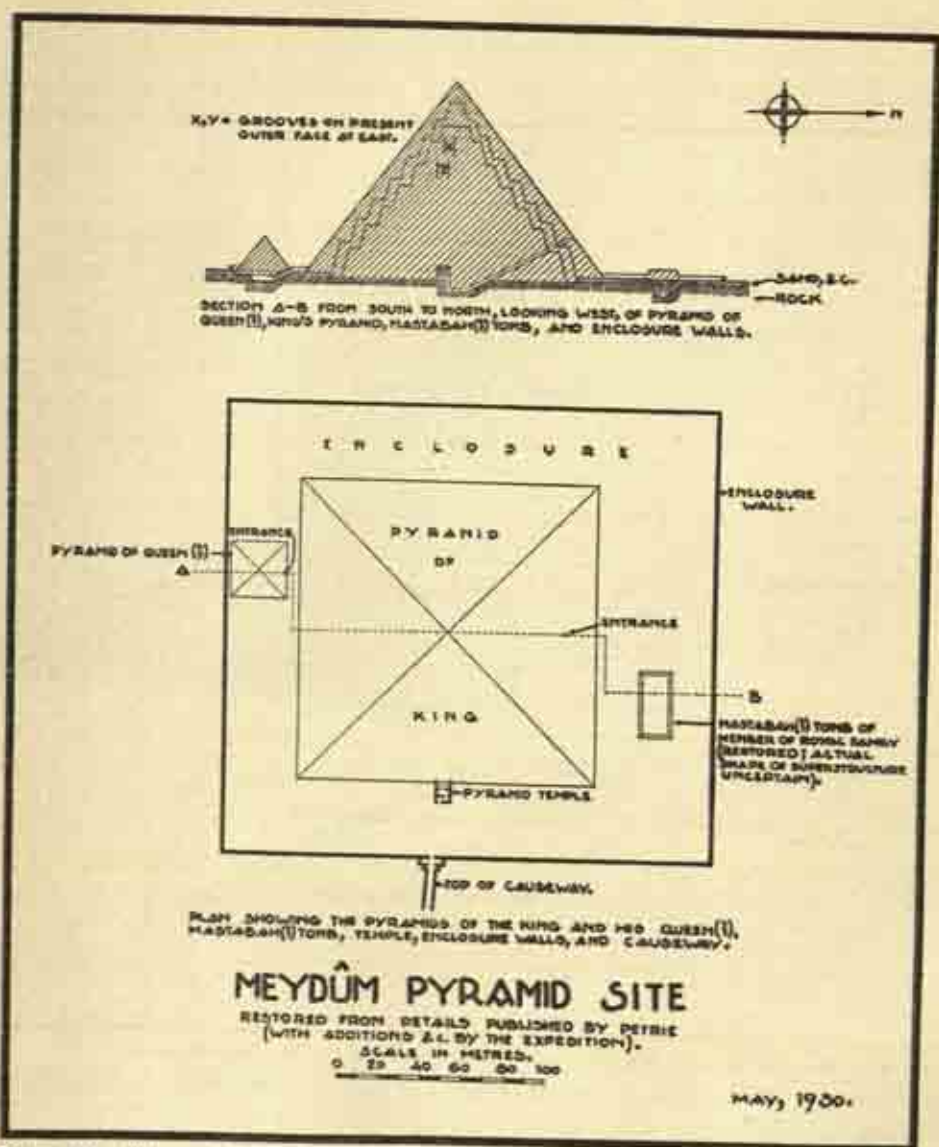 X, Y = GROOVES ON PRESENT
OUTER FACE AT EAST.
N
X
Y
SAND, &C.
ROCK
SECTION A-B FROM SOUTH TO NORTH, LOOKING WEST, OF PYRAMID OF
QUEEN(?), KING'S PYRAMID, MASTABAH(?) TOMB, AND ENCLOSURE WALLS.
ENCLOSURE
ENCLOSURE
WALL.
ENTRANCE
PYRAMID OF QUEEN (?)
A
PYRAMID
OF
ENTRANCE
B
KING
MASTABAH(?) TOMB OF
MEMBER OF ROYAL FAMILY
(RESTORED; ACTUAL
SHAPE OF SUPERSTRUCTURE
UNCERTAIN).
PYRAMID TEMPLE
TOP OF CAUSEWAY.
PLAN SHOWING THE PYRAMIDS OF THE KING AND HIS QUEEN(?),
MASTABAH(?) TOMB, TEMPLE, ENCLOSURE WALLS, AND CAUSEWAY.
MEYDÛM PYRAMID SITE
RESTORED FROM DETAILS PUBLISHED BY PETRIE
(WITH ADDITIONS &C. BY THE EXPEDITION).
SCALE IN METRES.
0 20 40 60 80 100
MAY, 1930.